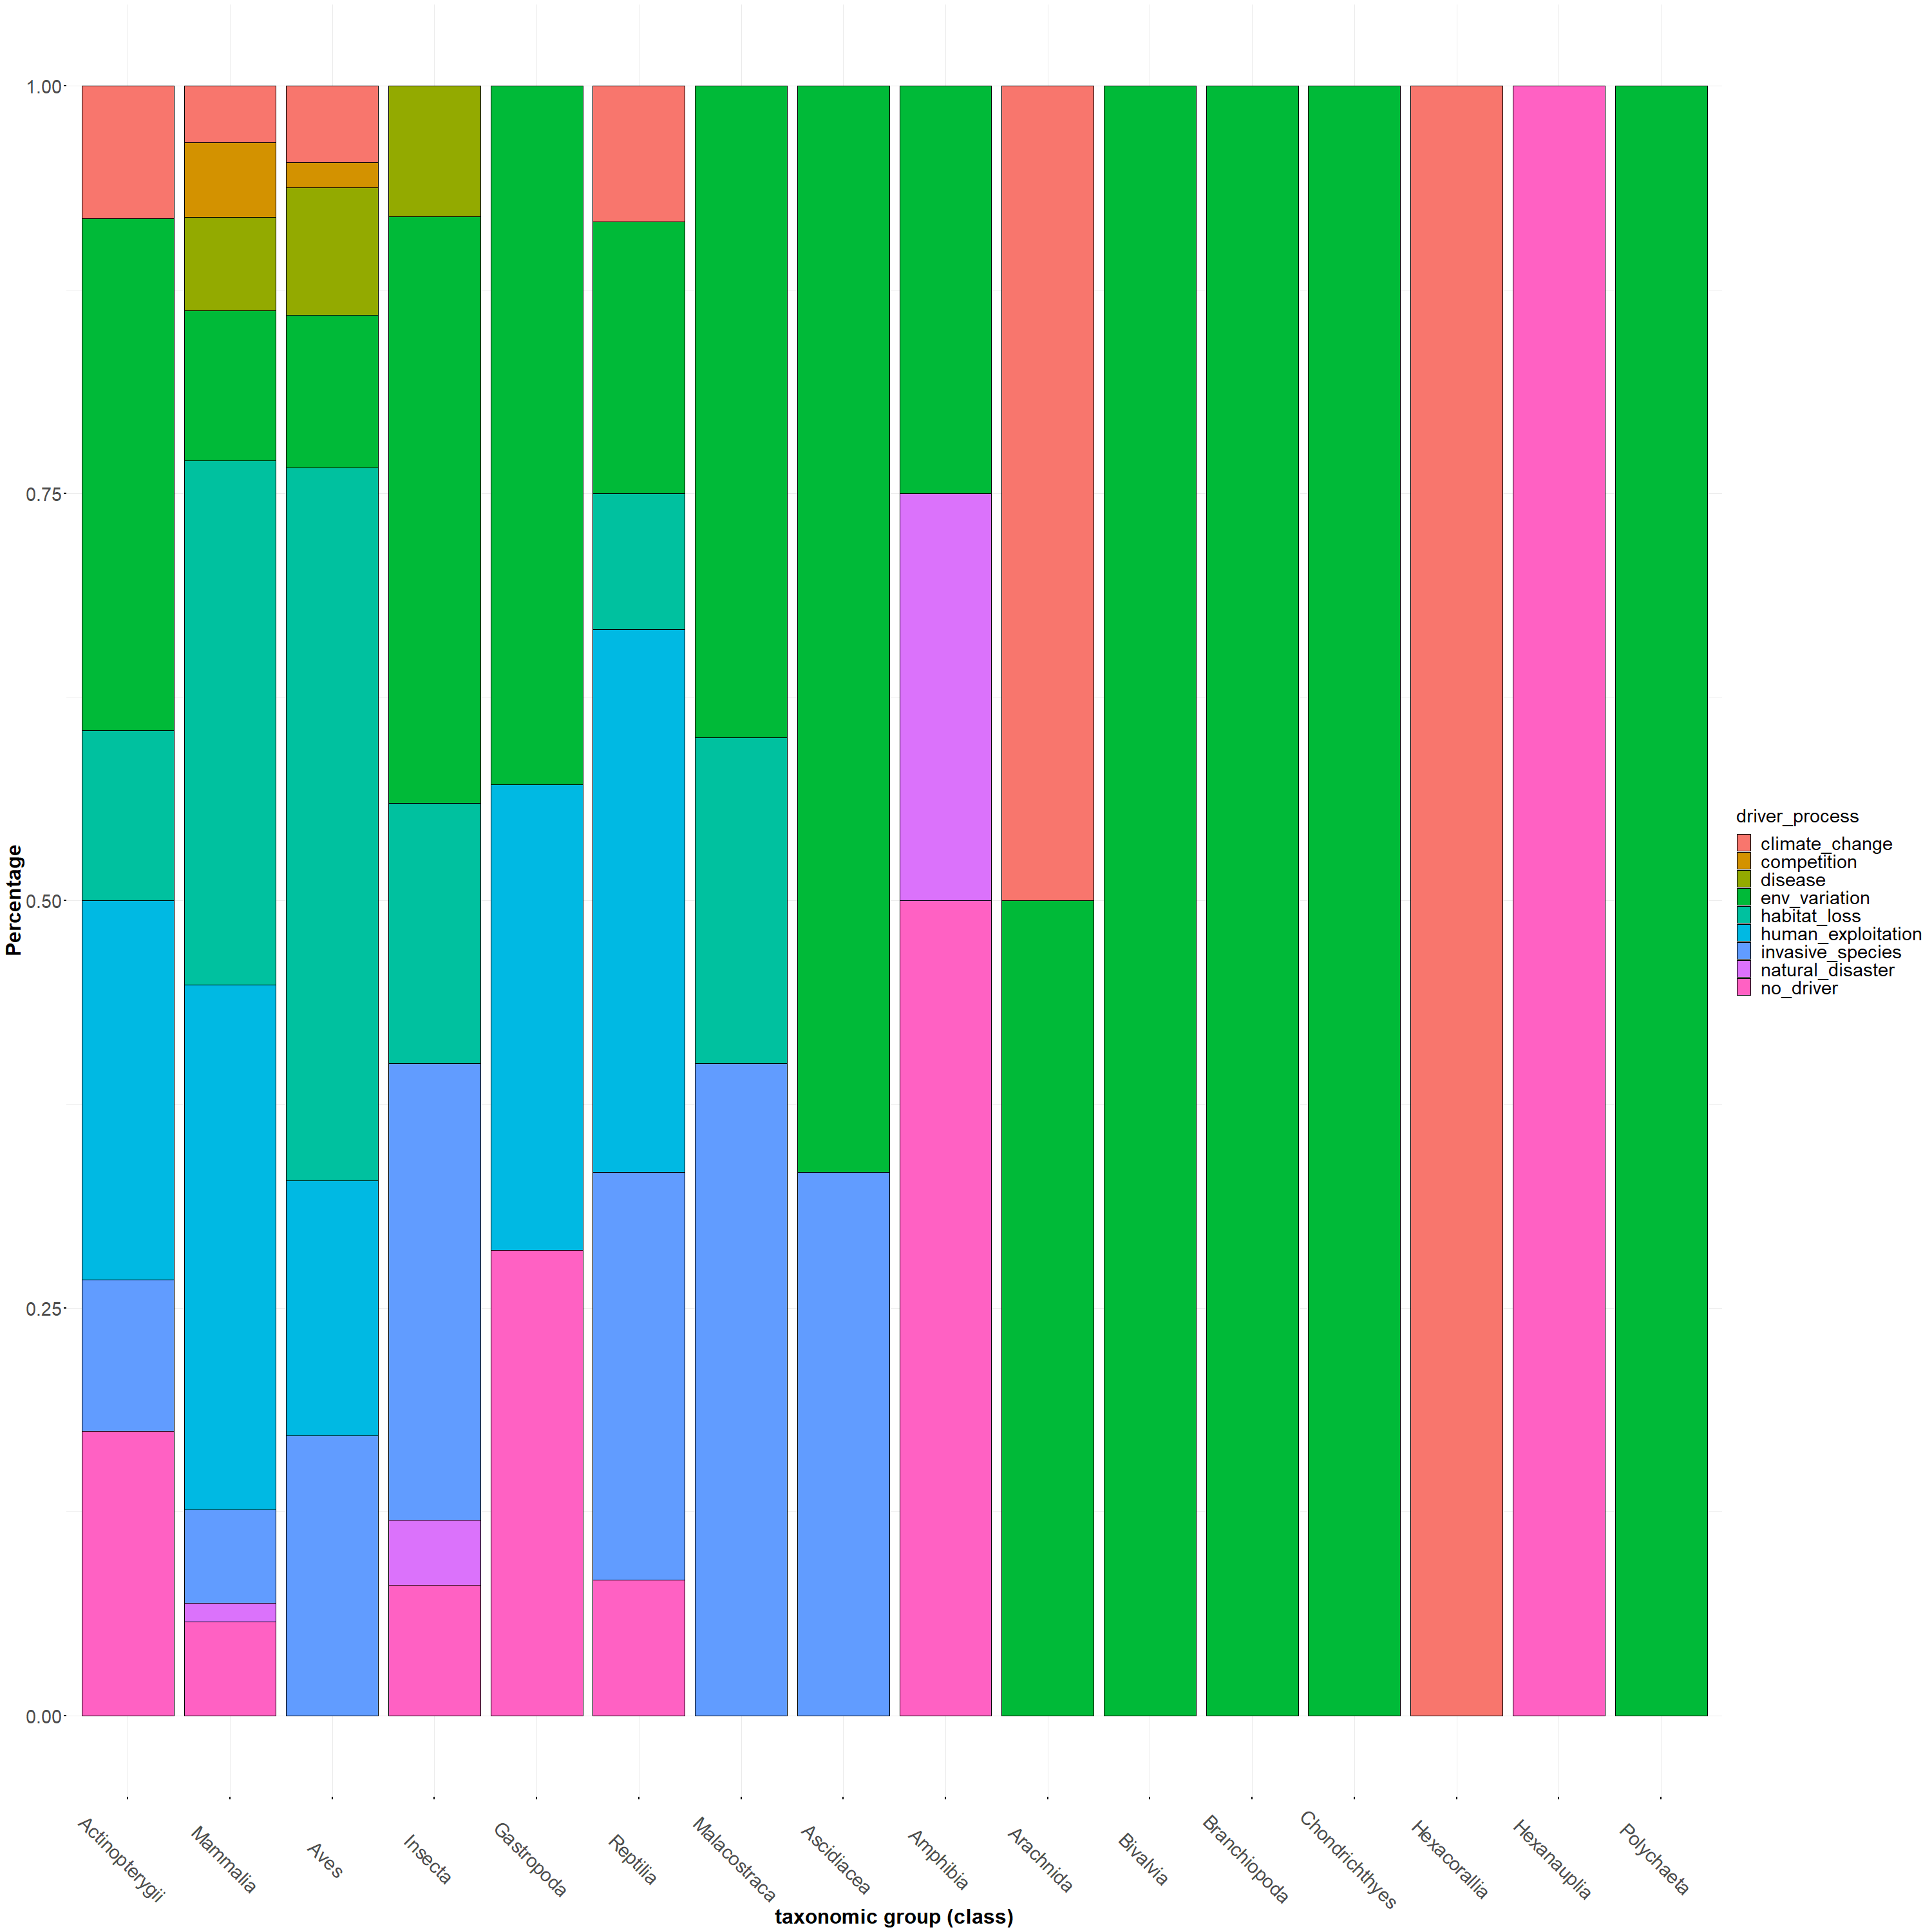 1.00
0.75
0.50
0.25
0.00
Percentage
Actinopterygii
Mammalia
Aves
Insecta
Gastropoda
Reptilia
Malacostraca
Ascidiacea
Amphibia
Arachnida
Bivalvia
Branchiopoda
Chondrichthyes
Hexacorallia
Hexanauplia
Polychaeta
taxonomic group (class)
driver_process
climate_change
competition
disease
env_variation
habitat_loss
human_exploitation
invasive_species
natural_disaster
no_driver